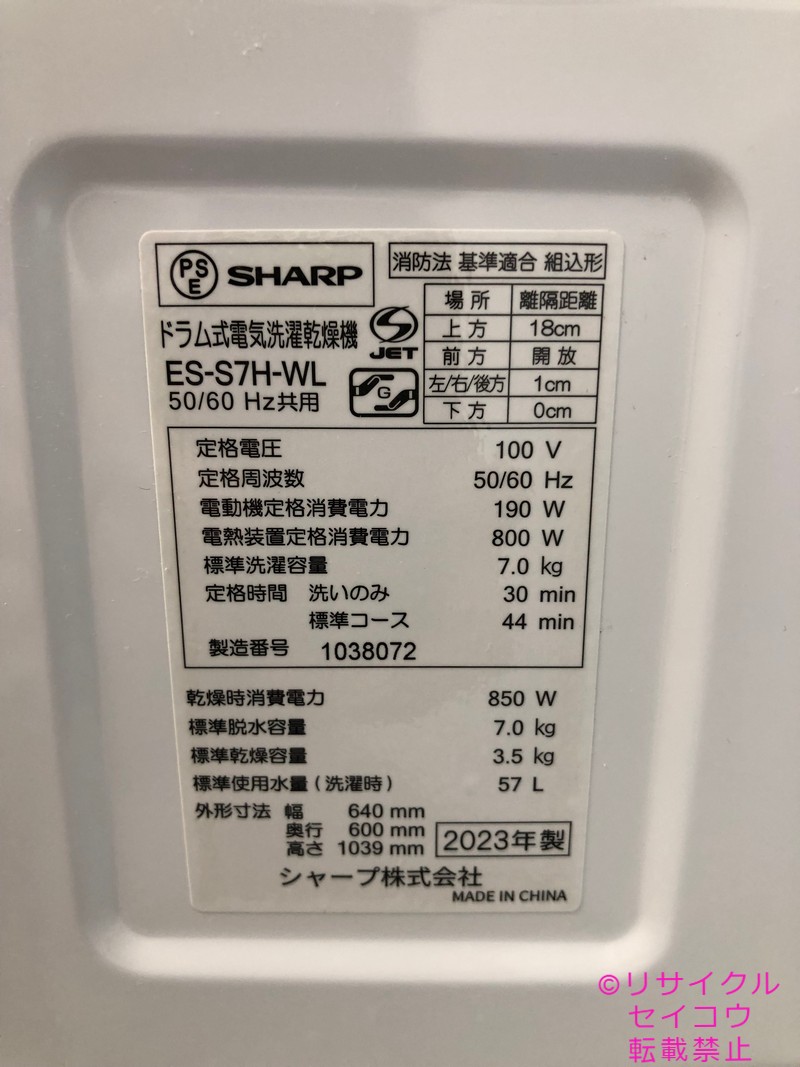 PSE SHARP
消防法 基準適合 組込形
ドラム式電気洗濯乾燥機
ES-S7H-WL
50/60 Hz共用
S JET
G
場所 離隔距離
上方 18cm
前方 開放
左/右/後方 1cm
下方 0cm
定格電圧 100 V
定格周波数 50/60 Hz
電動機定格消費電力 190 W
電熱装置定格消費電力 800 W
標準洗濯容量 7.0 kg
定格時間 洗いのみ 30 min
標準コース 44 min
製造番号 1038072
乾燥時消費電力 850 W
標準脱水容量 7.0 kg
標準乾燥容量 3.5 kg
標準使用水量(洗濯時) 57 L
外形寸法 幅 640 mm
奥行 600 mm
高さ 1039 mm
2023年製
シャープ株式会社
MADE IN CHINA
©リサイクル
セイコウ
転載禁止